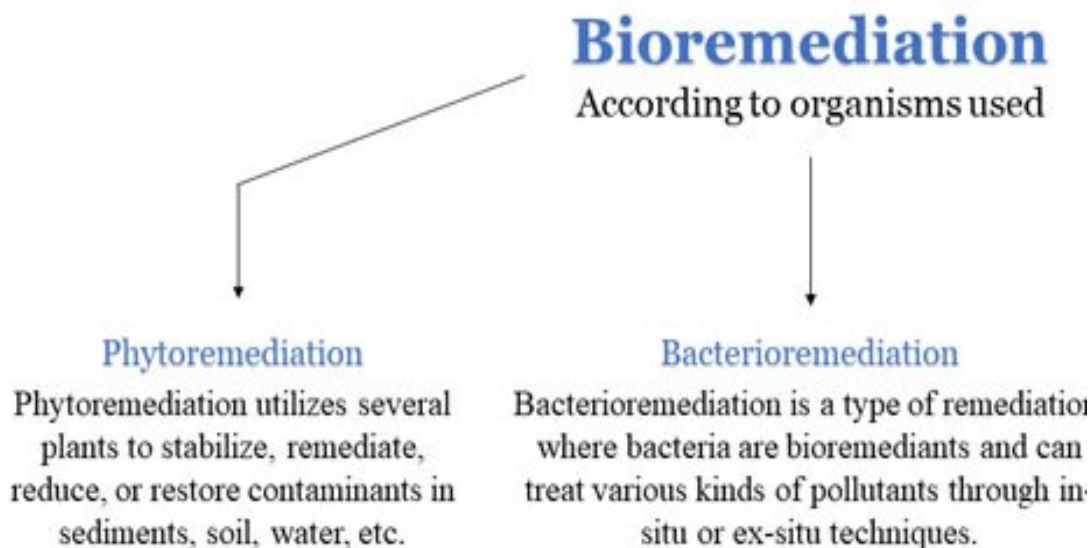 Bioremediation
According to organisms used
Phytoremediation
Phytoremediation utilizes several
plants to stabilize, remediate,
reduce, or restore contaminants in
sediments, soil, water, etc.
Bacterioremediation
Bacterioremediation is a type of remediation
where bacteria are bioremediants and can
treat various kinds of pollutants through in-
situ or ex-situ techniques.